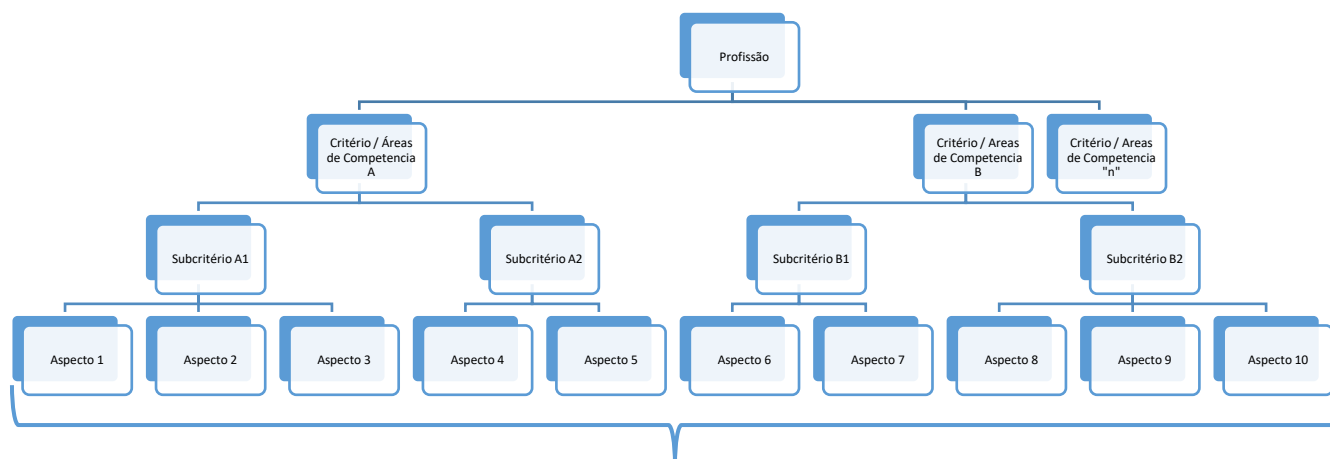 Profissão
Critério / Áreas
de Competencia
A
Critério / Areas
de Competencia
B
Critério / Areas
de Competencia
"n"
Subcritério A1
Subcritério A2
Subcritério B1
Subcritério B2
Aspecto 1
Aspecto 2
Aspecto 3
Aspecto 4
Aspecto 5
Aspecto 6
Aspecto 7
Aspecto 8
Aspecto 9
Aspecto 10